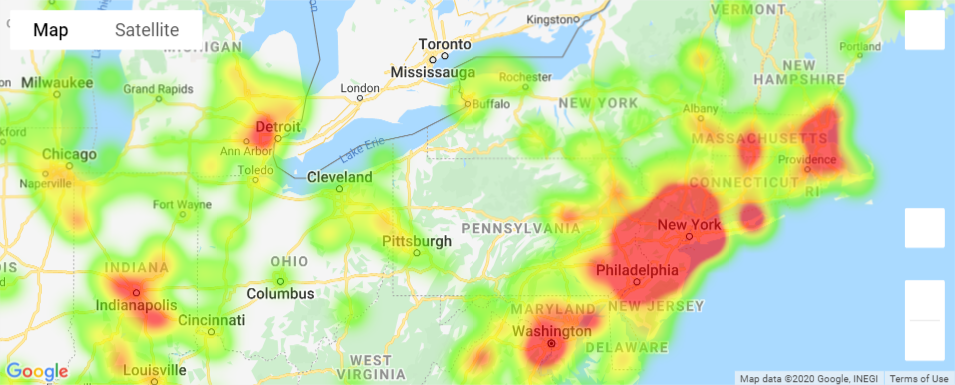 Map
Satellite
VERMONT
Kingston
MICHIGAN
Toronto
Portland
Mississauga
NEW
HAMPSHIRE
Milwaukee
Rochester
Grand Rapids
London
Buffalo
NEW YORK
Albany
ckford
Detroit
MASSACHUSETTS
Ann Arbor
Lake Erie
Chicago
Providence
Toledo
Cleveland
Naperville
CONNECTICUT
RI
Fort Wayne
New York
PENNSYLVANIA
Pittsburgh
OHIO
INDIANA
Philadelphia
Columbus
Indianapolis
MARYLAND
NEW JERSEY
Cincinnati
Washington
DELAWARE
WEST
VIRGINIA
Louisville
Google
Map data ©2020 Google, INEGI
Terms of Use